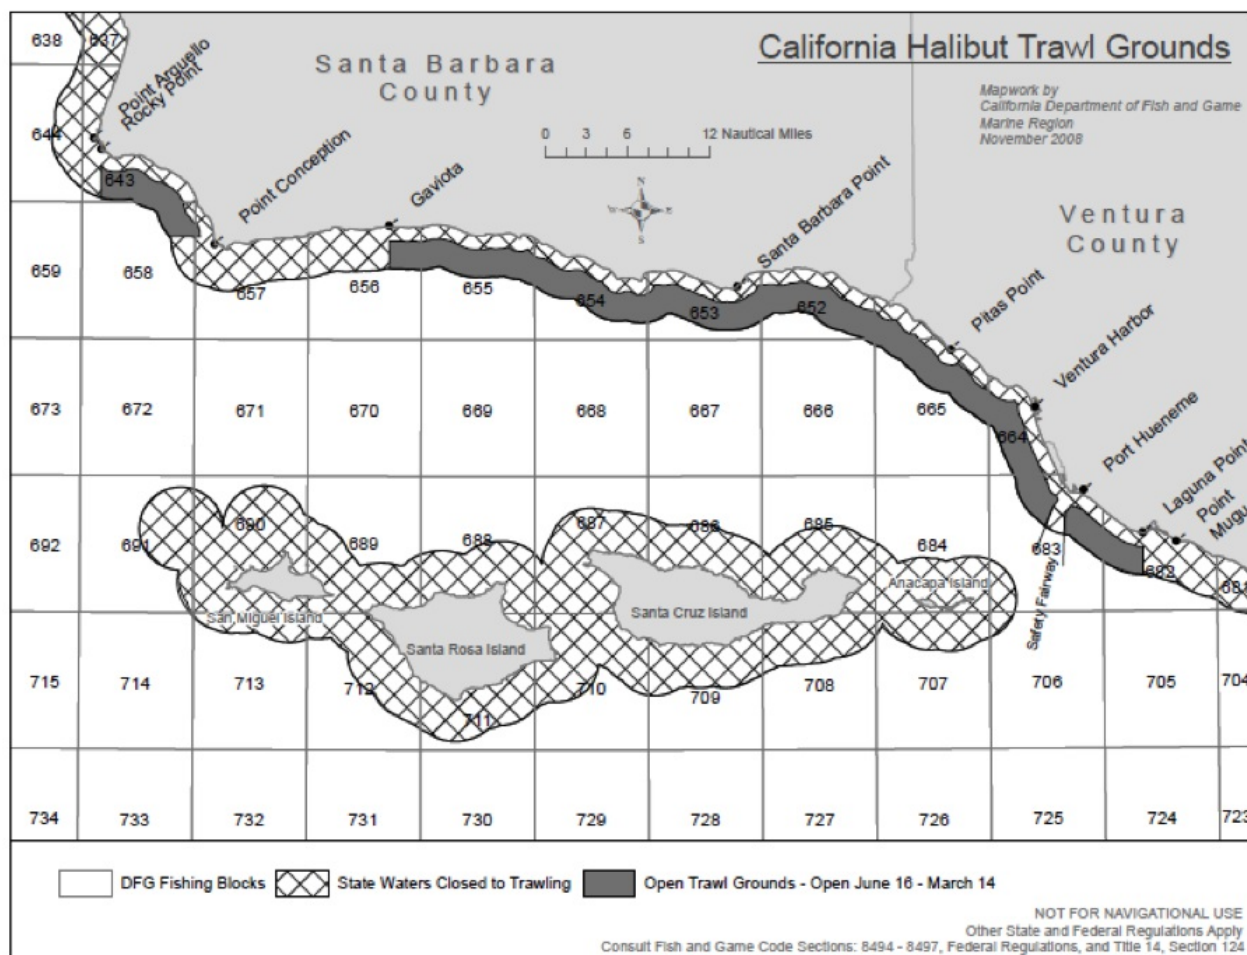 California Halibut Trawl Grounds
Mapwork by
California Department of Fish and Game
Marine Region
November 2008
Santa Barbara
County
Ventura
County
0 3 6 12 Nautical Miles
N
W E
S
Point Arguello
Rocky Point
Point Conception
Gaviota
Santa Barbara Point
Pitas Point
Ventura Harbor
Port Hueneme
Laguna Point
Point
Mugu
638 637
644 643
659 658 657 656 655 654 653 652
673 672 671 670 669 668 667 666 665 664
692 691 690 689 688 687 686 685 684 683 682 681
San Miguel Island
Santa Rosa Island
Santa Cruz Island
Anacapa Island
Safety Fairway
715 714 713 712 711 710 709 708 707 706 705 704
734 733 732 731 730 729 728 727 726 725 724 723
DFG Fishing Blocks
State Waters Closed to Trawling
Open Trawl Grounds - Open June 16 - March 14
NOT FOR NAVIGATIONAL USE
Other State and Federal Regulations Apply
Consult Fish and Game Code Sections: 8494 - 8497, Federal Regulations, and Title 14, Section 124